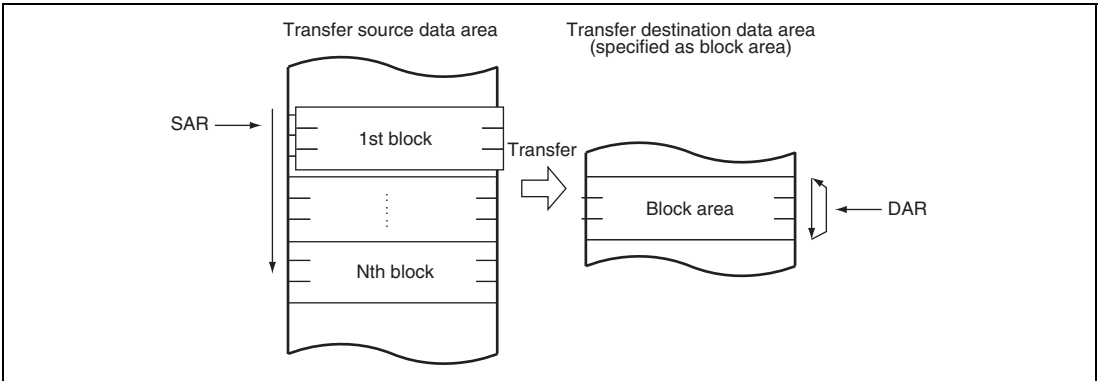 Transfer source data area
Transfer destination data area
(specified as block area)
SAR
1st block
Transfer
Block area
DAR
Nth block